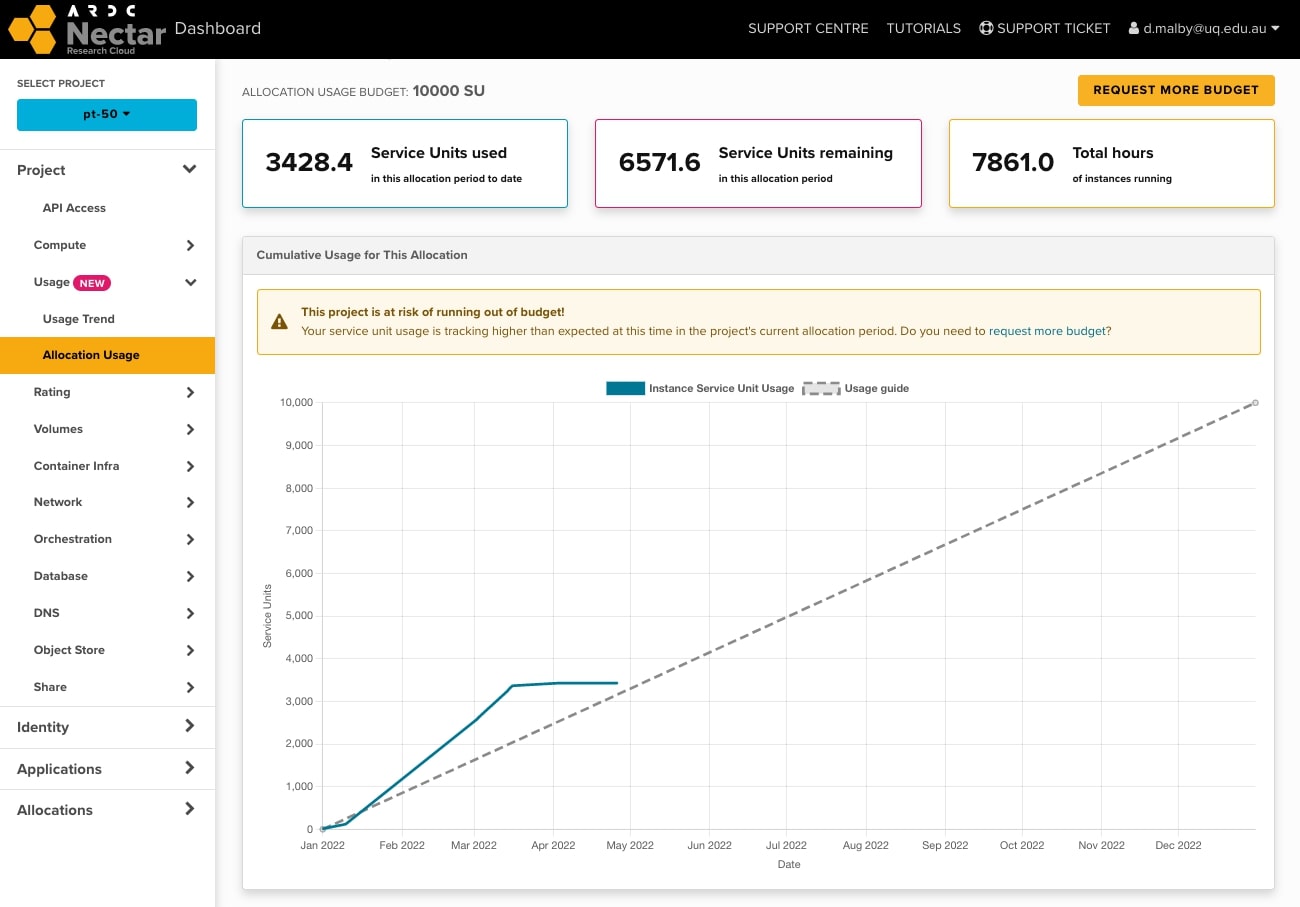 ARDC
Nectar
Research Cloud
Dashboard
SUPPORT CENTRE TUTORIALS SUPPORT TICKET d.malby@uq.edu.au
SELECT PROJECT
pt-50
Project
API Access
Compute
Usage NEW
Usage Trend
Allocation Usage
Rating
Volumes
Container Infra
Network
Orchestration
Database
DNS
Object Store
Share
Identity
Applications
Allocations
ALLOCATION USAGE BUDGET: 10000 SU
REQUEST MORE BUDGET
3428.4 Service Units used
in this allocation period to date
6571.6 Service Units remaining
in this allocation period
7861.0 Total hours
of instances running
Cumulative Usage for This Allocation
This project is at risk of running out of budget!
Your service unit usage is tracking higher than expected at this time in the project's current allocation period. Do you need to request more budget?
Instance Service Unit Usage Usage guide
10,000
9,000
8,000
7,000
6,000
5,000
4,000
3,000
2,000
1,000
0
Service Units
Jan 2022 Feb 2022 Mar 2022 Apr 2022 May 2022 Jun 2022 Jul 2022 Aug 2022 Sep 2022 Oct 2022 Nov 2022 Dec 2022
Date